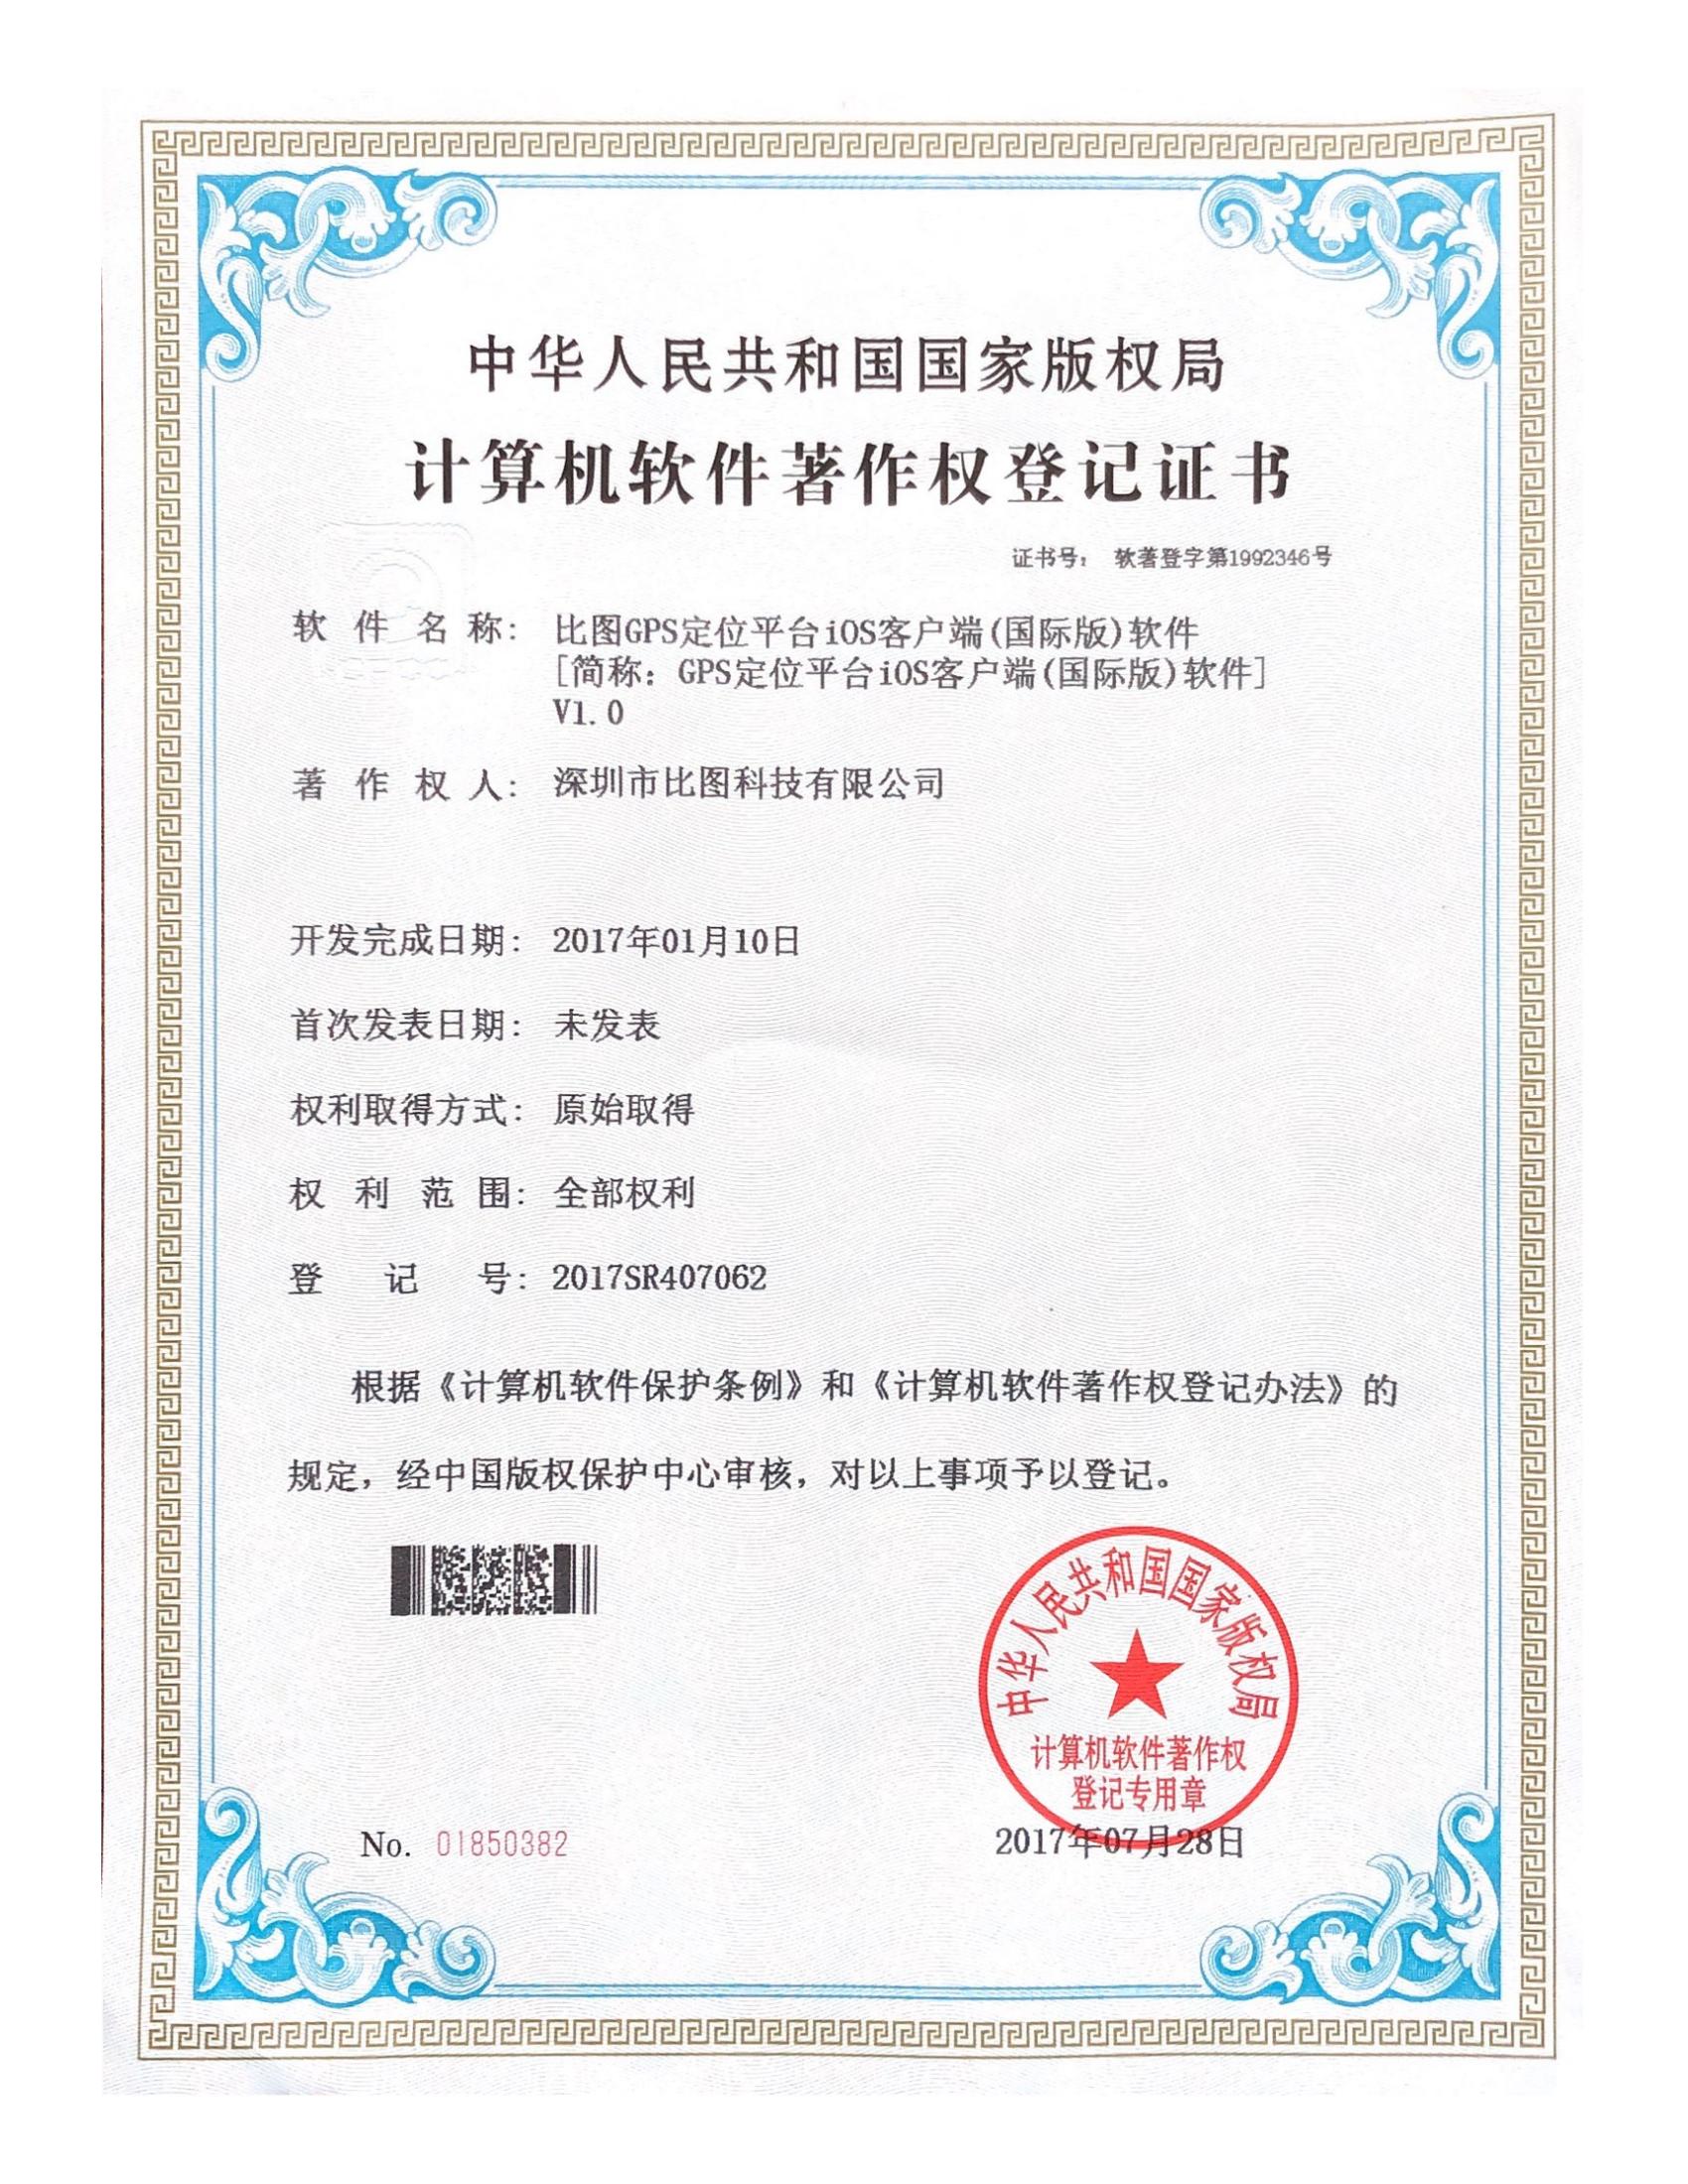 中华人民共和国国家版权局
计算机软件著作权登记证书
证书号： 软著登字第1992346号
软件名称： 比图GPS定位平台iOS客户端(国际版)软件
[简称：GPS定位平台iOS客户端(国际版)软件]
V1.0
著作权人： 深圳市比图科技有限公司
开发完成日期： 2017年01月10日
首次发表日期： 未发表
权利取得方式： 原始取得
权利范围： 全部权利
登记号： 2017SR407062
根据《计算机软件保护条例》和《计算机软件著作权登记办法》的
规定，经中国版权保护中心审核，对以上事项予以登记。
中华人民共和国国家版权局
计算机软件著作权
登记专用章
No. 01850382
2017年07月28日